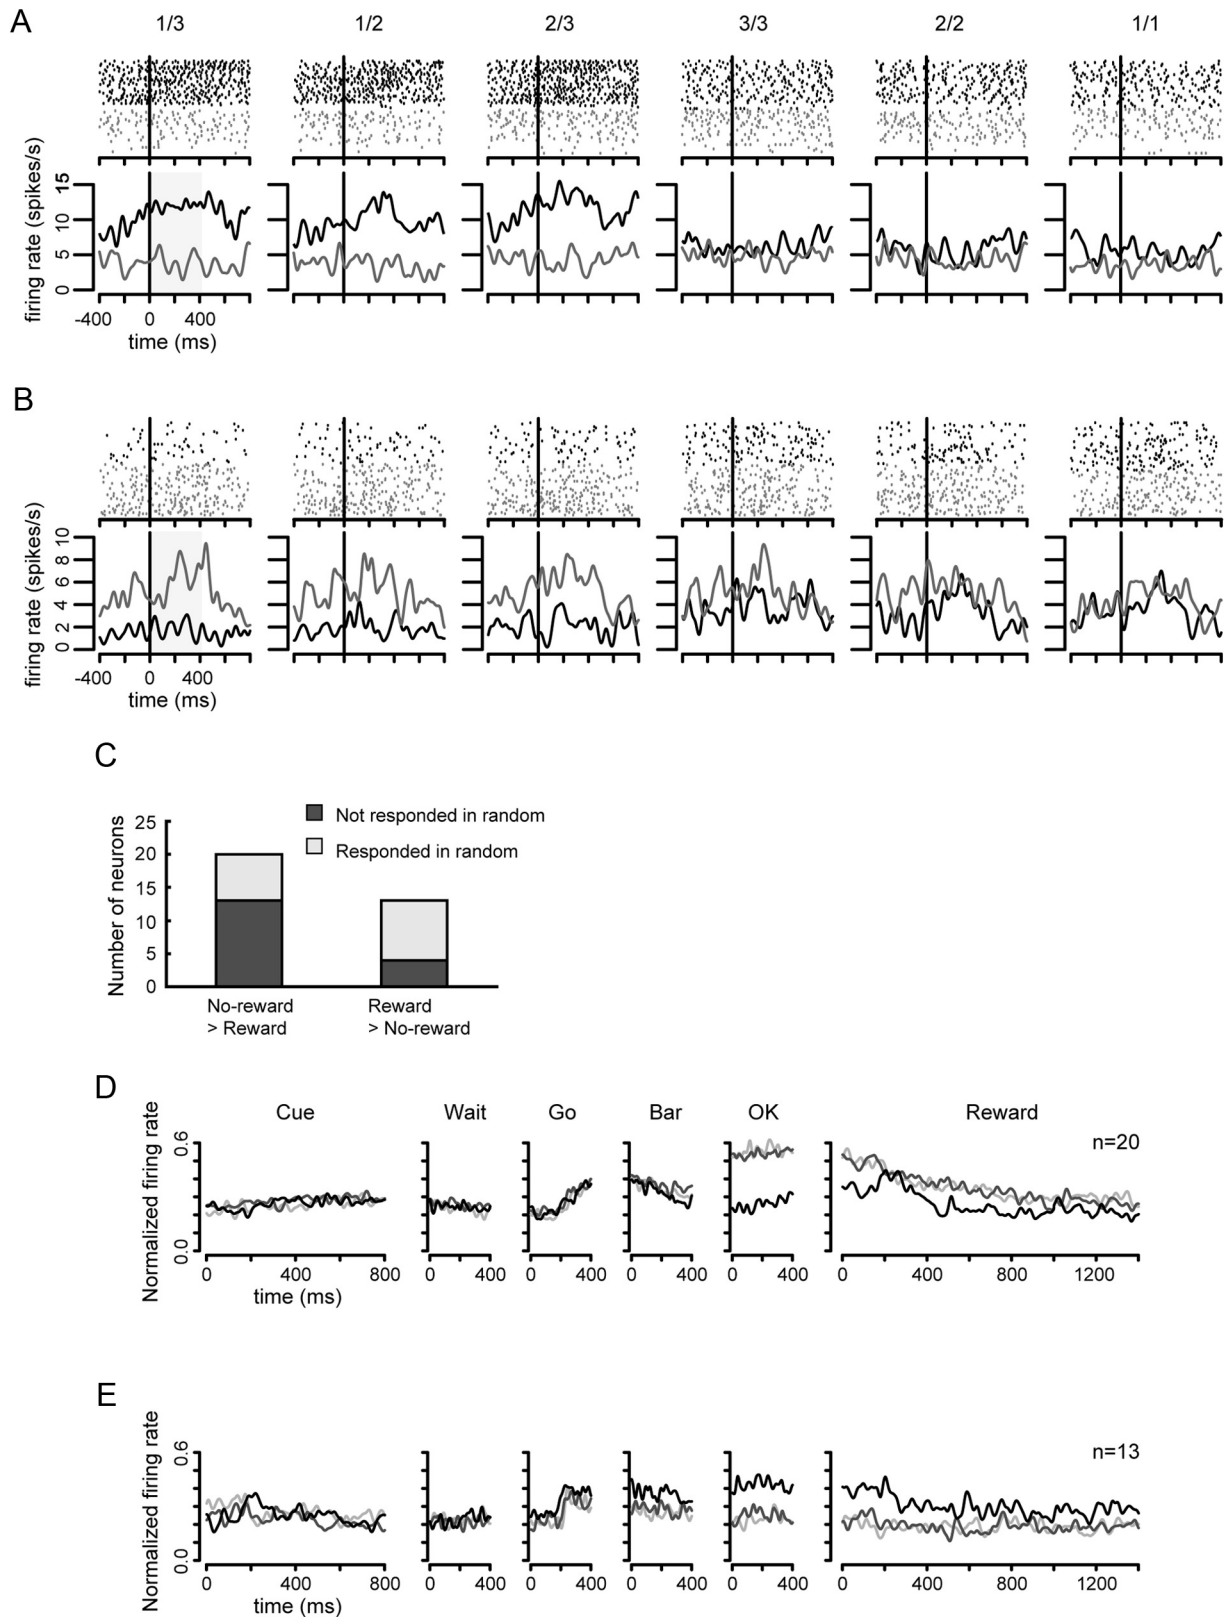 A
1/3 1/2 2/3 3/3 2/2 1/1
firing rate (spikes/s)
15
10
5
0
-400 0 400
time (ms)
B
firing rate (spikes/s)
10
8
6
4
2
0
-400 0 400
time (ms)
C
Number of neurons
25
20
15
10
5
0
Not responded in random
Responded in random
No-reward
> Reward
Reward
> No-reward
D
Cue Wait Go Bar OK Reward
n=20
Normalized firing rate
0.6
0.0
0 400 800 0 400 0 400 0 400 0 400 0 400 800 1200
time (ms)
E
n=13
Normalized firing rate
0.6
0.0
0 400 800 0 400 0 400 0 400 0 400 0 400 800 1200
time (ms)